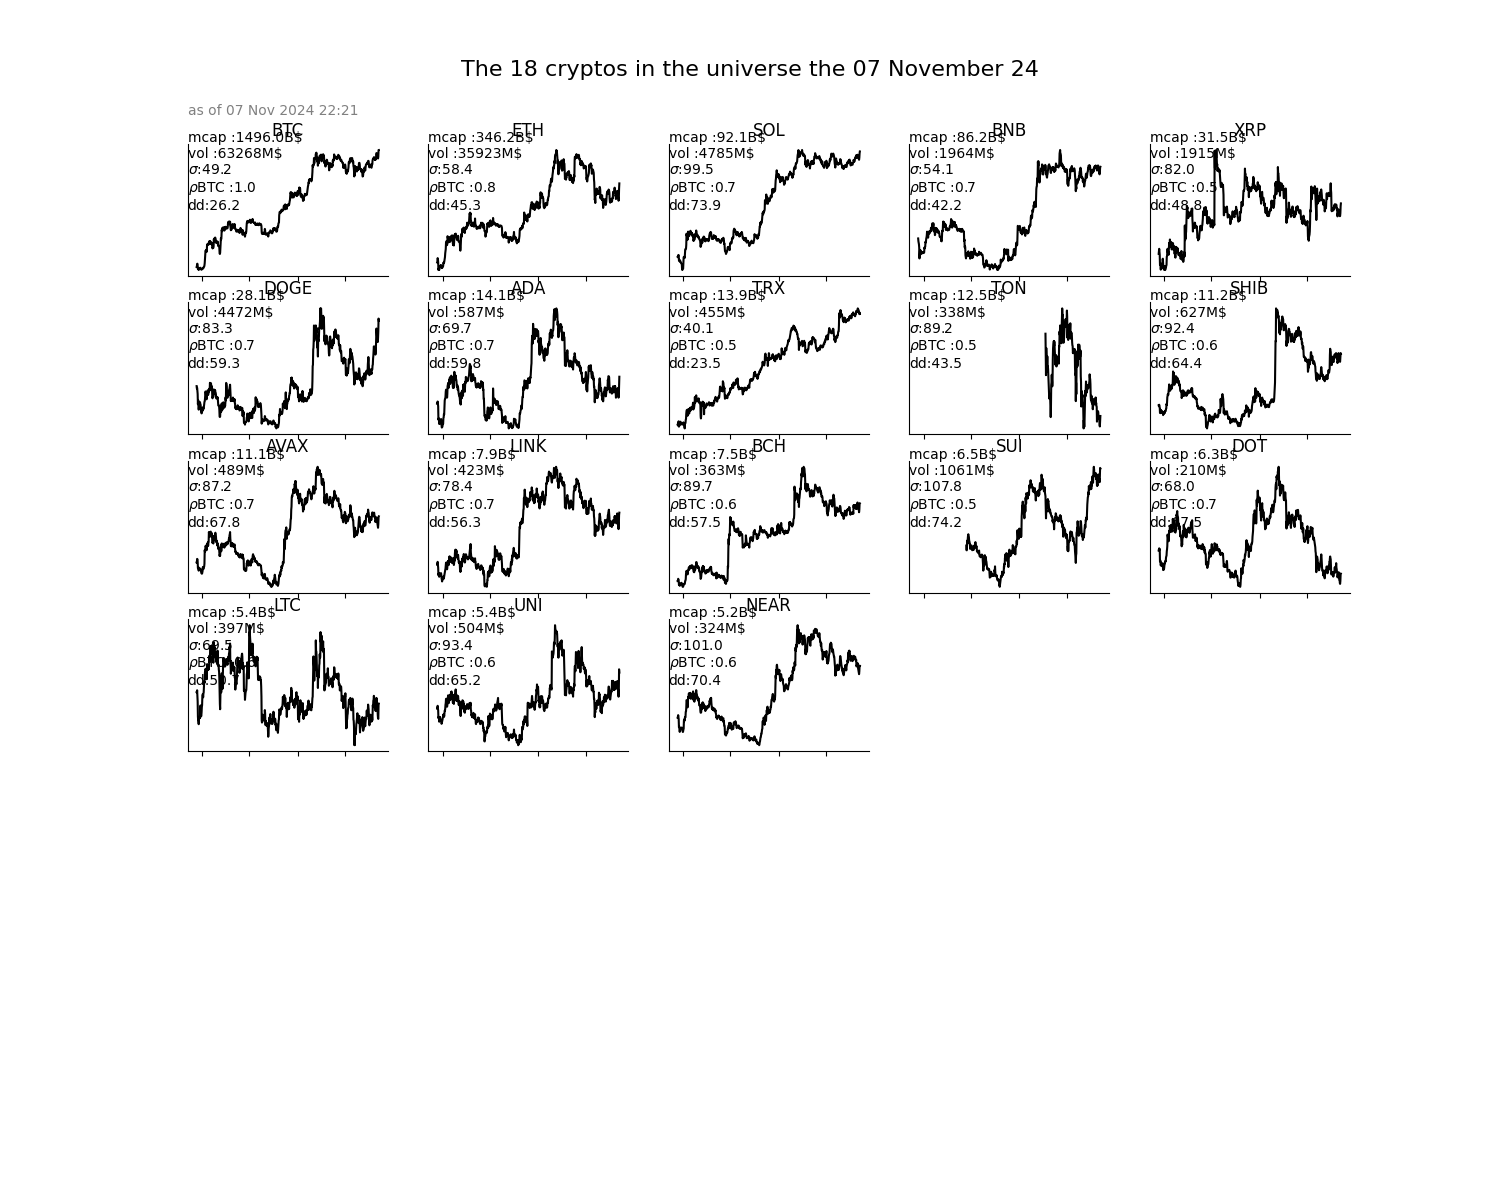 The 18 cryptos in the universe the 07 November 24
as of 07 Nov 2024 22:21
BTC
mcap :1496.0B$
vol :63268M$
σ:49.2
ρBTC :1.0
dd:26.2
ETH
mcap :346.2B$
vol :35923M$
σ:58.4
ρBTC :0.8
dd:45.3
SOL
mcap :92.1B$
vol :4785M$
σ:99.5
ρBTC :0.7
dd:73.9
BNB
mcap :86.2B$
vol :1964M$
σ:54.1
ρBTC :0.7
dd:42.2
XRP
mcap :31.5B$
vol :1915M$
σ:82.0
ρBTC :0.5
dd:48.8
DOGE
mcap :28.1B$
vol :4472M$
σ:83.3
ρBTC :0.7
dd:59.3
ADA
mcap :14.1B$
vol :587M$
σ:69.7
ρBTC :0.7
dd:59.8
TRX
mcap :13.9B$
vol :455M$
σ:40.1
ρBTC :0.5
dd:23.5
TON
mcap :12.5B$
vol :338M$
σ:89.2
ρBTC :0.5
dd:43.5
SHIB
mcap :11.2B$
vol :627M$
σ:92.4
ρBTC :0.6
dd:64.4
AVAX
mcap :11.1B$
vol :489M$
σ:87.2
ρBTC :0.7
dd:67.8
LINK
mcap :7.9B$
vol :423M$
σ:78.4
ρBTC :0.7
dd:56.3
BCH
mcap :7.5B$
vol :363M$
σ:89.7
ρBTC :0.6
dd:57.5
SUI
mcap :6.5B$
vol :1061M$
σ:107.8
ρBTC :0.5
dd:74.2
DOT
mcap :6.3B$
vol :210M$
σ:68.0
ρBTC :0.7
LTC
mcap :5.4B$
vol :397M$
σ:69.5
ρBTC
UNI
mcap :5.4B$
vol :504M$
σ:93.4
ρBTC :0.6
dd:65.2
NEAR
mcap :5.2B$
vol :324M$
σ:101.0
ρBTC :0.6
dd:70.4